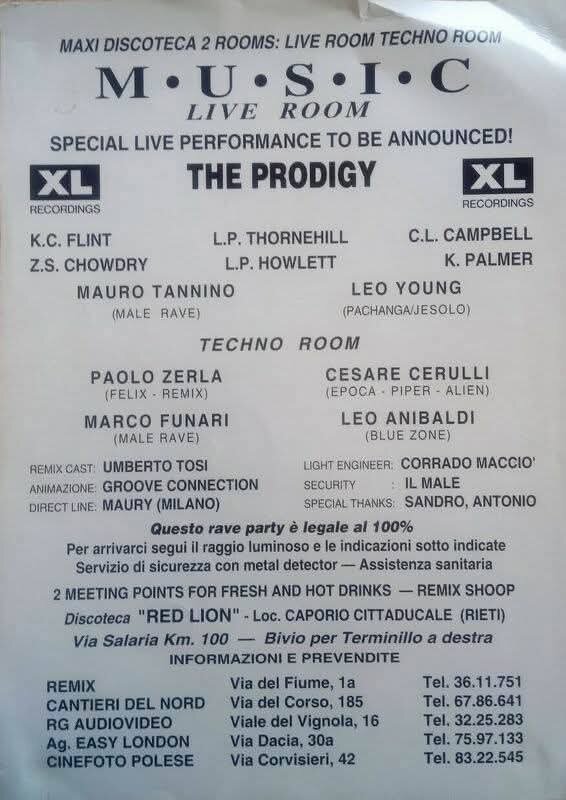 MAXI DISCOTECA 2 ROOMS: LIVE ROOM TECHNO ROOM
M•U•S•I•C
LIVE ROOM
SPECIAL LIVE PERFORMANCE TO BE ANNOUNCED!
XL THE PRODIGY XL
RECORDINGS RECORDINGS
K.C. FLINT L.P. THORNEHILL C.L. CAMPBELL
Z.S. CHOWDRY L.P. HOWLETT K. PALMER
MAURO TANNINO LEO YOUNG
(MALE RAVE) (PACHANGA/JESOLO)
TECHNO ROOM
PAOLO ZERLA CESARE CERULLI
(FELIX - REMIX) (EPOCA - PIPER - ALIEN)
MARCO FUNARI LEO ANIBALDI
(MALE RAVE) (BLUE ZONE)
REMIX CAST: UMBERTO TOSI LIGHT ENGINEER: CORRADO MACCIO'
ANIMAZIONE: GROOVE CONNECTION SECURITY : IL MALE
DIRECT LINE: MAURY (MILANO) SPECIAL THANKS: SANDRO, ANTONIO
Questo rave party è legale al 100%
Per arrivarci segui il raggio luminoso e le indicazioni sotto indicate
Servizio di sicurezza con metal detector — Assistenza sanitaria
2 MEETING POINTS FOR FRESH AND HOT DRINKS — REMIX SHOOP
Discoteca "RED LION" - Loc. CAPORIO CITTADUCALE (RIETI)
Via Salaria Km. 100 — Bivio per Terminillo a destra
INFORMAZIONI E PREVENDITE
REMIX Via del Fiume, 1a Tel. 36.11.751
CANTIERI DEL NORD Via del Corso, 185 Tel. 67.86.641
RG AUDIOVIDEO Viale del Vignola, 16 Tel. 32.25.283
Ag. EASY LONDON Via Dacia, 30a Tel. 75.97.133
CINEFOTO POLESE Via Corvisieri, 42 Tel. 83.22.545